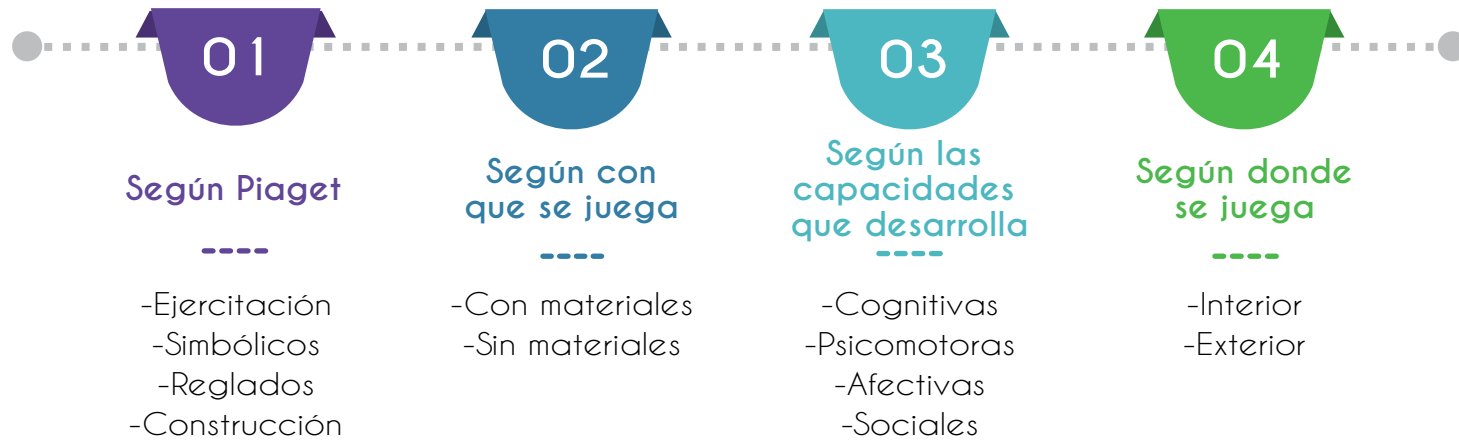 01
Según Piaget
-Ejercitación
-Simbólicos
-Reglados
-Construcción
02
Según con
que se juega
-Con materiales
-Sin materiales
03
Según las
capacidades
que desarrolla
-Cognitivas
-Psicomotoras
-Afectivas
-Sociales
04
Según donde
se juega
-Interior
-Exterior